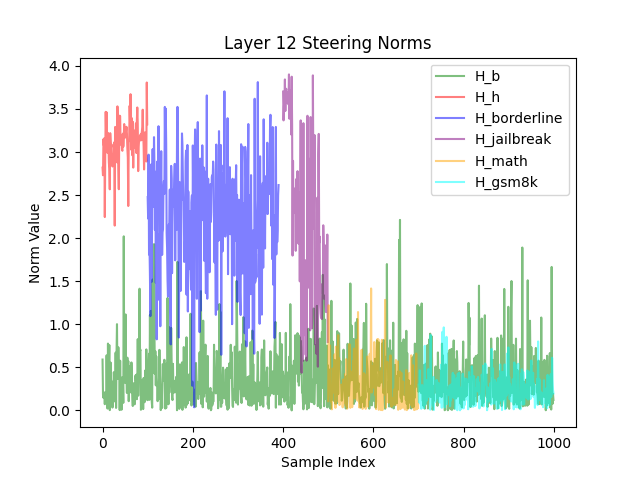 Layer 12 Steering Norms
4.0
3.5
3.0
2.5
2.0
1.5
1.0
0.5
0.0
Norm Value
H_b
H_h
H_borderline
H_jailbreak
H_math
H_gsm8k
0 200 400 600 800 1000
Sample Index